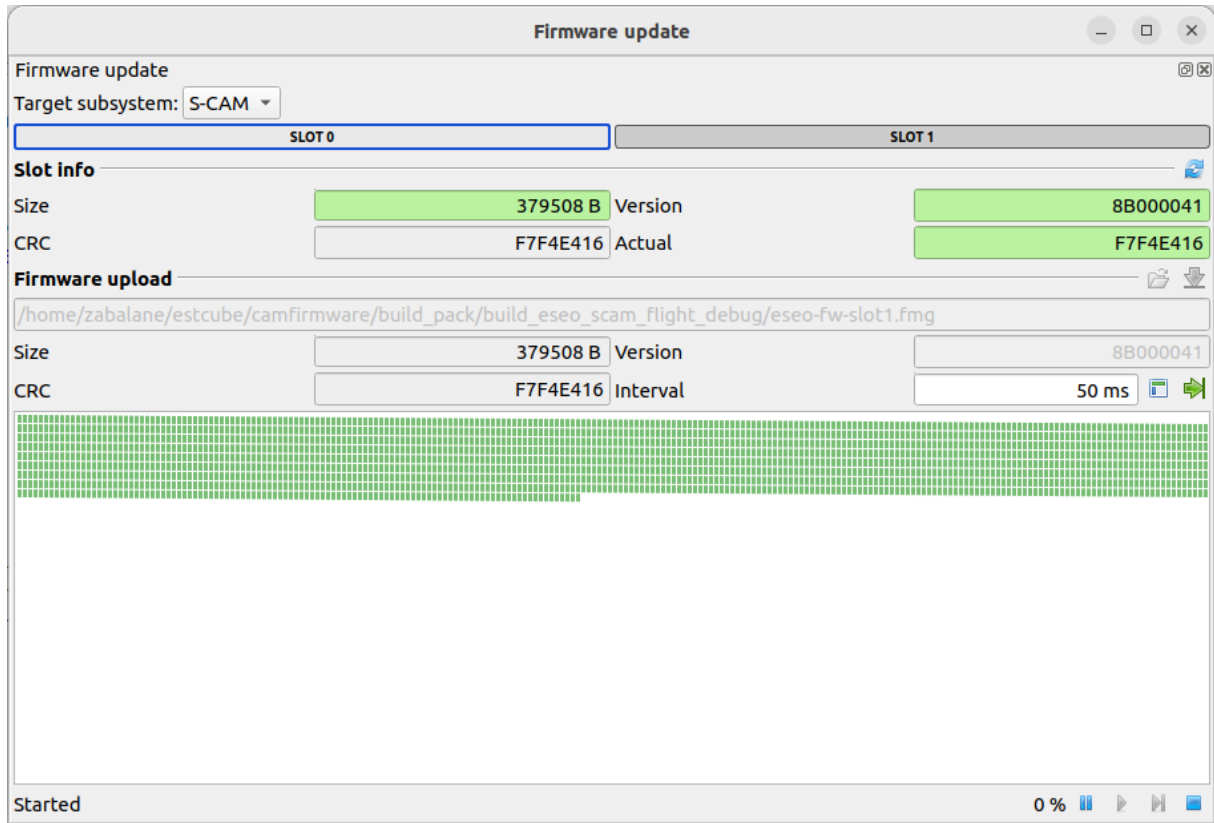 Firmware update
Firmware update
Target subsystem: S-CAM
SLOT 0 SLOT 1
Slot info
Size 379508 B Version 8B000041
CRC F7F4E416 Actual F7F4E416
Firmware upload
/home/zabalane/estcube/camfirmware/build_pack/build_eseo_scam_flight_debug/eseo-fw-slot1.fmg
Size 379508 B Version 8B000041
CRC F7F4E416 Interval 50 ms
Started 0 %